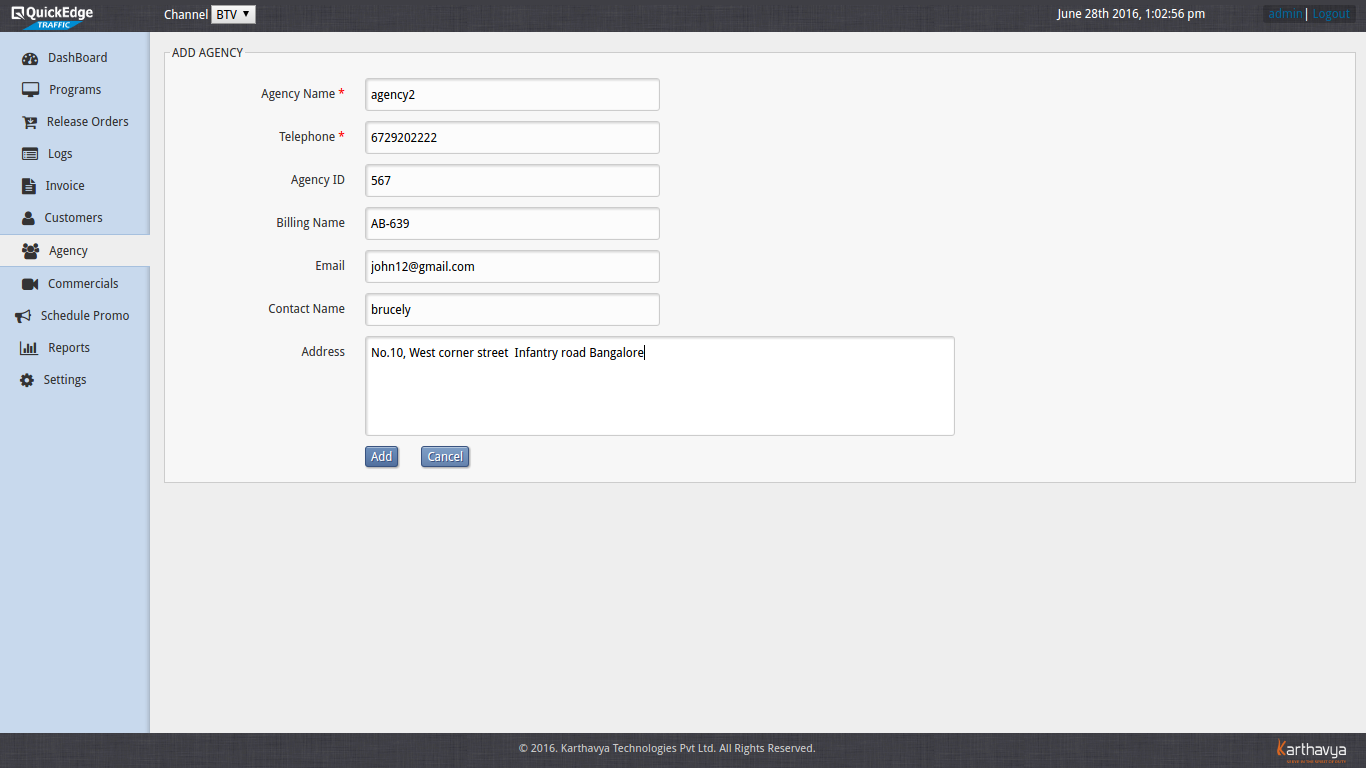 QuickEdge
TRAFFIC
Channel BTV
June 28th 2016, 1:02:56 pm
admin | Logout
DashBoard
Programs
Release Orders
Logs
Invoice
Customers
Agency
Commercials
Schedule Promo
Reports
Settings
ADD AGENCY
Agency Name * agency2
Telephone * 6729202222
Agency ID 567
Billing Name AB-639
Email john12@gmail.com
Contact Name brucely
Address No.10, West corner street  Infantry road Bangalore
Add Cancel
© 2016. Karthavya Technologies Pvt Ltd. All Rights Reserved.
Karthavya